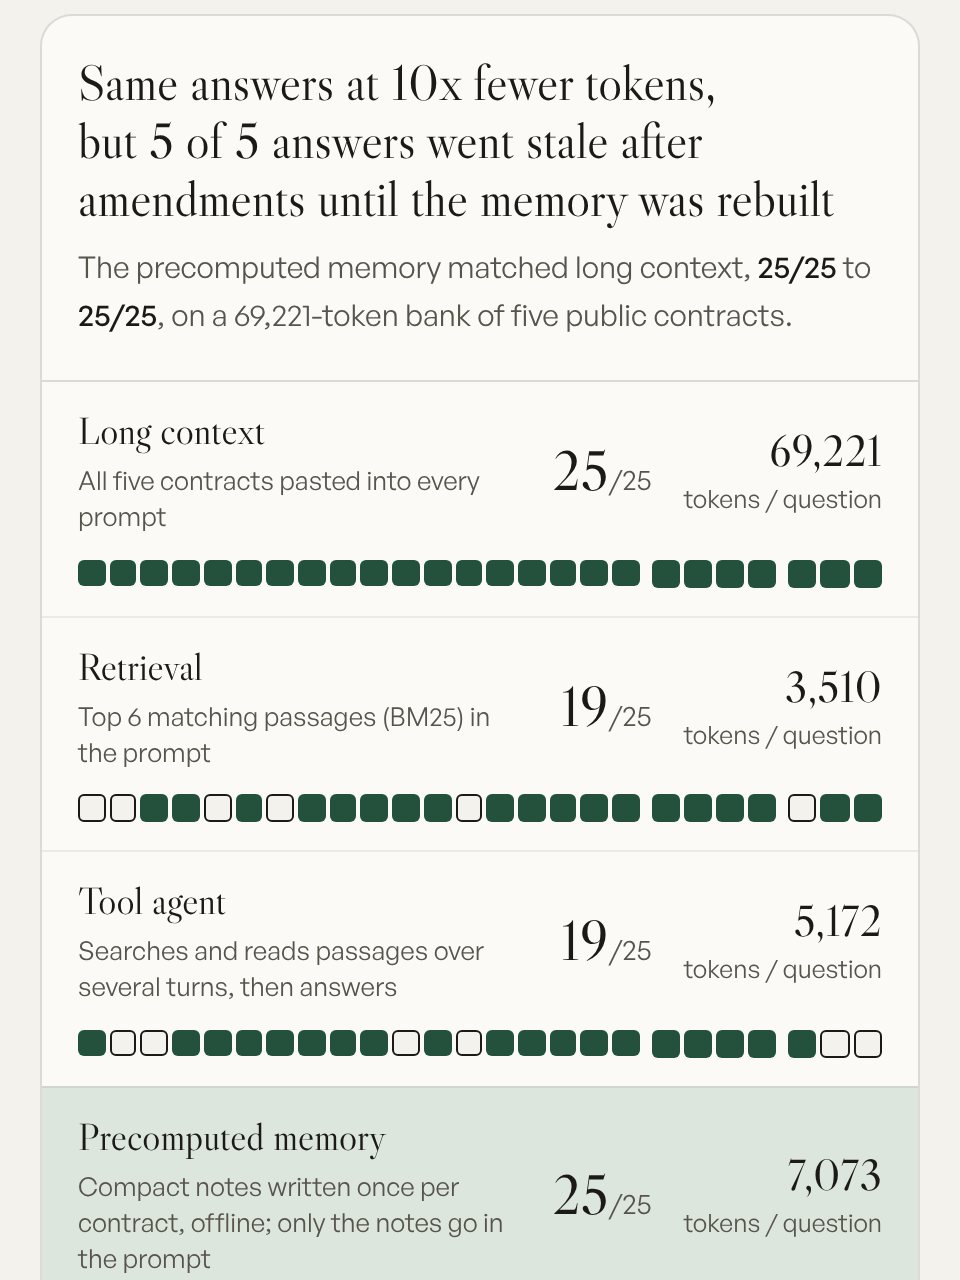 Same answers at 10x fewer tokens,
but 5 of 5 answers went stale after
amendments until the memory was rebuilt
The precomputed memory matched long context, 25/25 to
25/25, on a 69,221-token bank of five public contracts.
Long context
All five contracts pasted into every
prompt
25/25
69,221
tokens / question
Retrieval
Top 6 matching passages (BM25) in
the prompt
19/25
3,510
tokens / question
Tool agent
Searches and reads passages over
several turns, then answers
19/25
5,172
tokens / question
Precomputed memory
Compact notes written once per
contract, offline; only the notes go in
the prompt
25/25
7,073
tokens / question